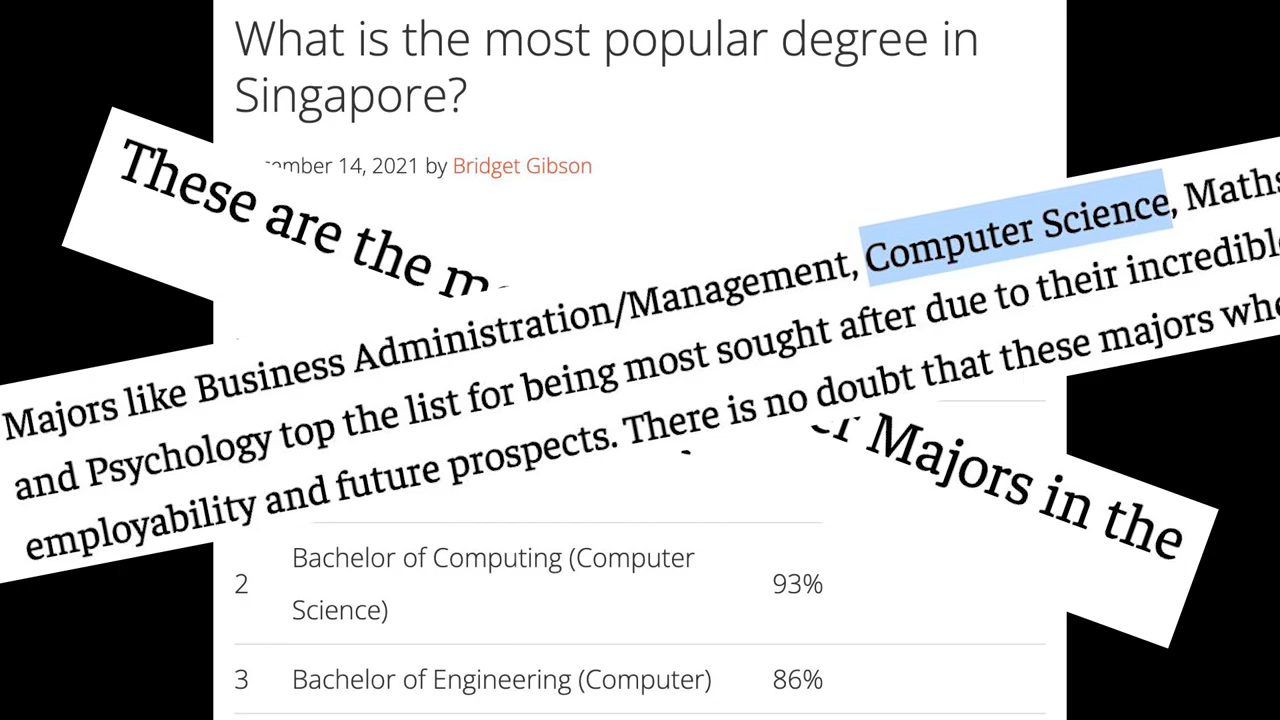 What is the most popular degree in
Singapore?
14, 2021 by Bridget Gibson
These are the
Majors like Business Administration/Management, Computer Science, Maths
and Psychology top the list for being most sought after due to their
employability and future prospects. There is no doubt that these majors
Majors in the
2 Bachelor of Computing (Computer Science) 93%
3 Bachelor of Engineering (Computer) 86%